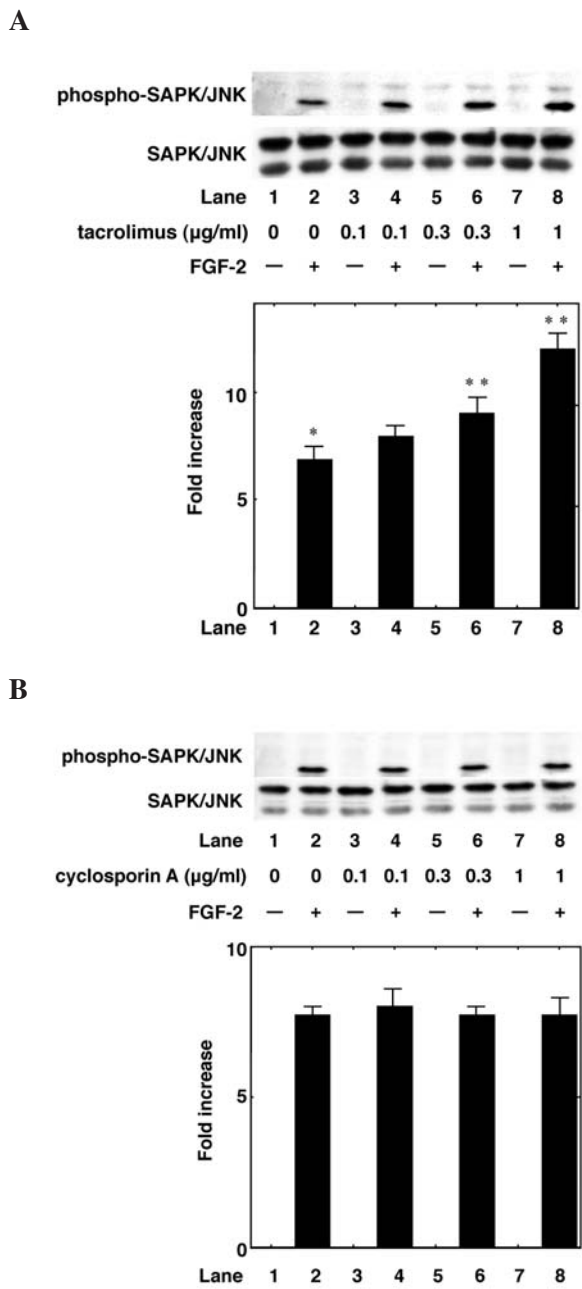 A
phospho-SAPK/JNK
SAPK/JNK
Lane 1 2 3 4 5 6 7 8
tacrolimus (µg/ml) 0 0 0.1 0.1 0.3 0.3 1 1
FGF-2 — + — + — + — +
**
**
10
*
Fold increase
5
0
Lane 1 2 3 4 5 6 7 8
B
phospho-SAPK/JNK
SAPK/JNK
Lane 1 2 3 4 5 6 7 8
cyclosporin A (µg/ml) 0 0 0.1 0.1 0.3 0.3 1 1
FGF-2 — + — + — + — +
10
Fold increase
5
0
Lane 1 2 3 4 5 6 7 8